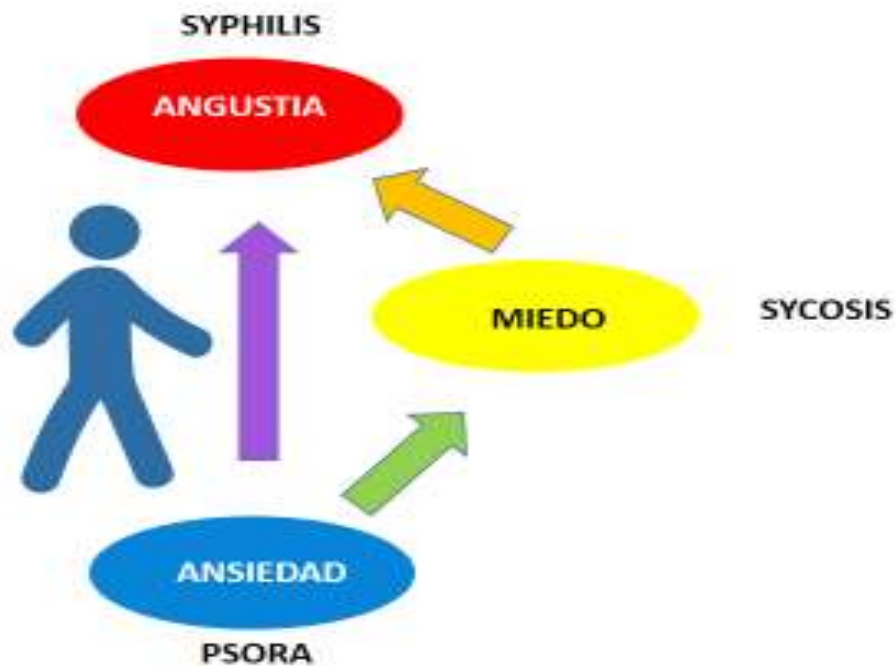 SYPHILIS
ANGUSTIA
MIEDO
SYCOSIS
ANSIEDAD
PSORA